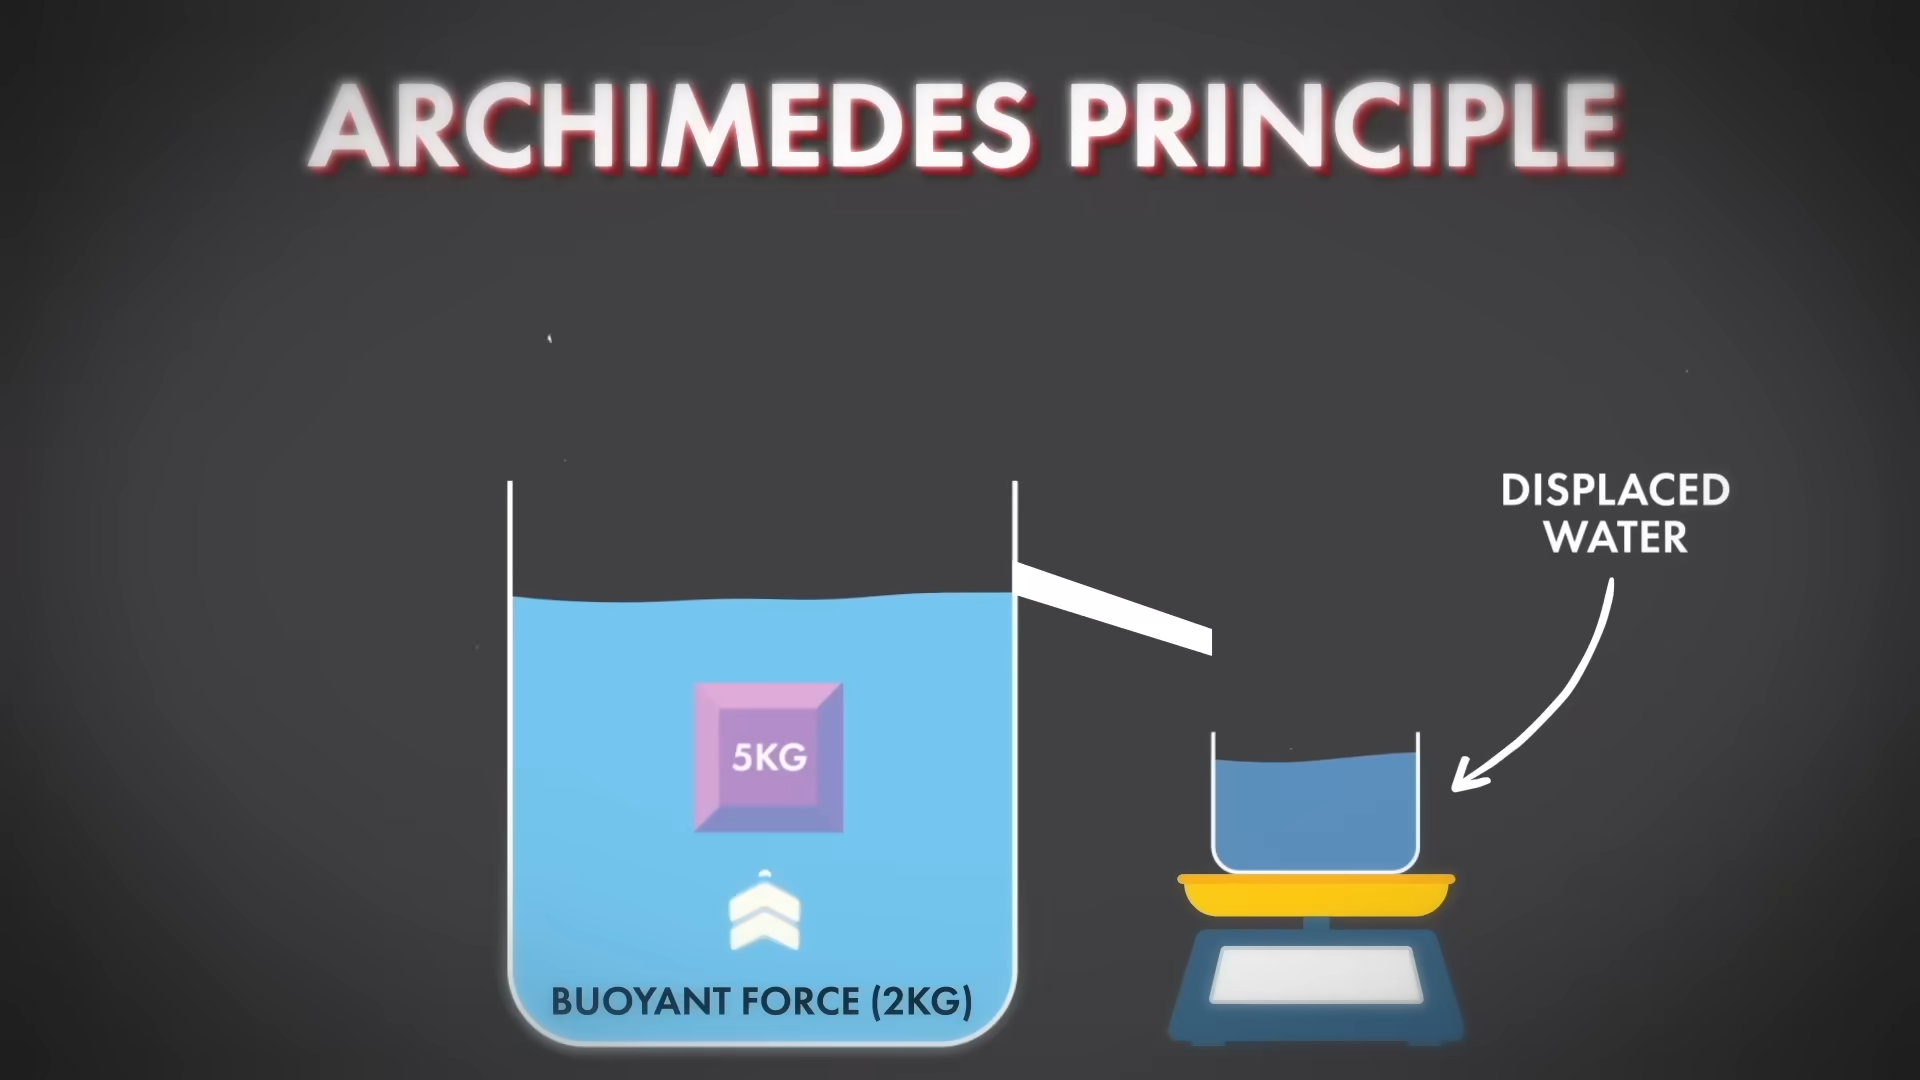 ARCHIMEDES PRINCIPLE
DISPLACED
WATER
5KG
BUOYANT FORCE (2KG)